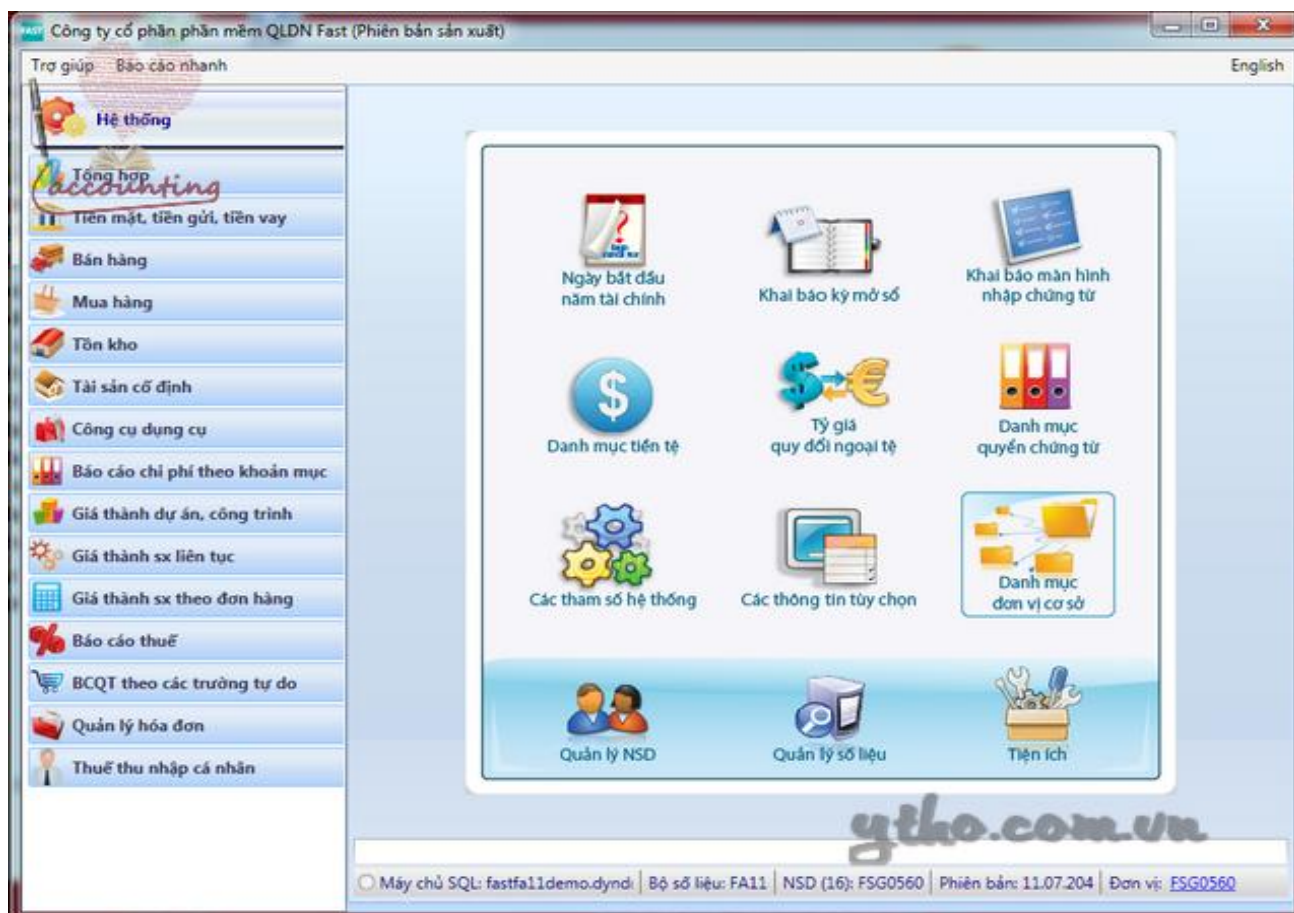 FAST Công ty cổ phần phần mềm QLDN Fast (Phiên bản sản xuất)
Trợ giúp Báo cáo nhanh English
Hệ thống
Tổng hợp
accounting
Tiền mặt, tiền gửi, tiền vay
Bán hàng
Mua hàng
Tồn kho
Tài sản cố định
Công cụ dụng cụ
Báo cáo chi phí theo khoản mục
Giá thành dự án, công trình
Giá thành sx liên tục
Giá thành sx theo đơn hàng
Báo cáo thuế
BCQT theo các trường tự do
Quản lý hóa đơn
Thuế thu nhập cá nhân
Ngày bắt đầu
năm tài chính
Khai báo kỳ mở sổ
Khai báo màn hình
nhập chứng từ
Danh mục tiền tệ
Tỷ giá
quy đổi ngoại tệ
Danh mục
quyển chứng từ
Các tham số hệ thống
Các thông tin tùy chọn
Danh mục
đơn vị cơ sở
Quản lý NSD
Quản lý số liệu
Tiện ích
ytho.com.vn
Máy chủ SQL: fastfa11demo.dynd Bộ số liệu: FA11 NSD (16): FSG0560 Phiên bản: 11.07.204 Đơn vị: FSG0560